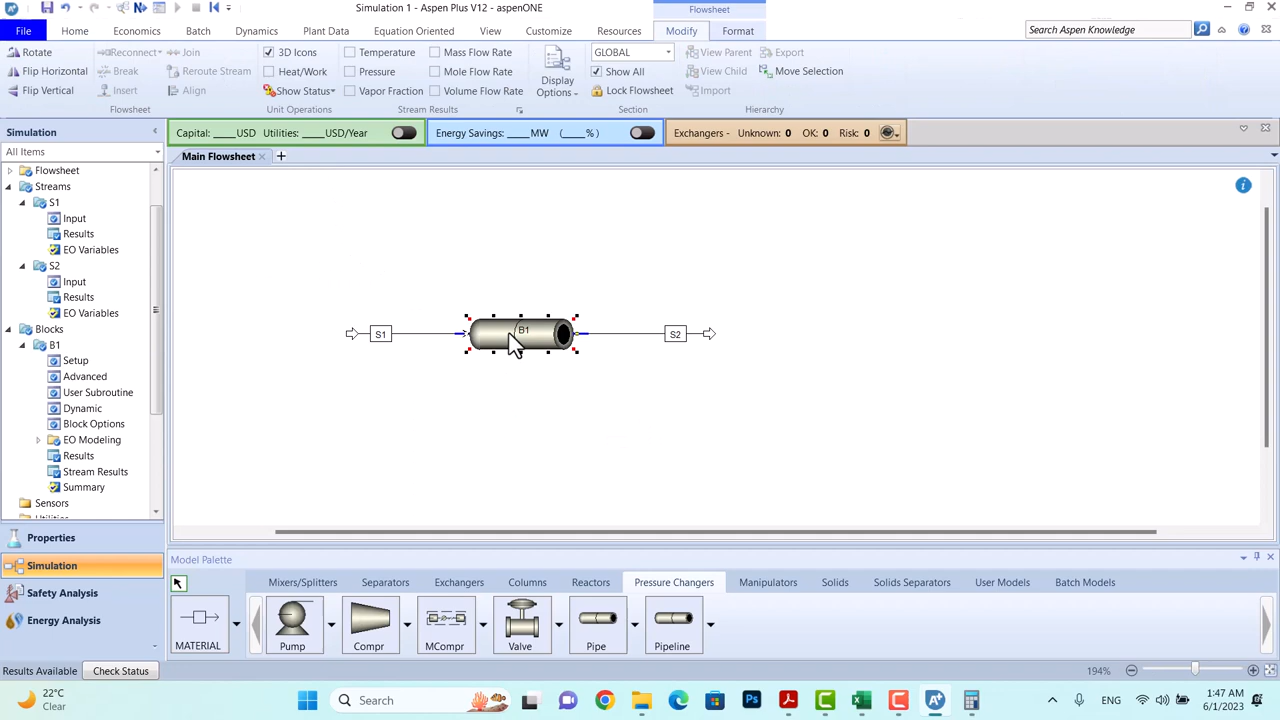 Simulation 1 - Aspen Plus V12 - aspenONE
Flowsheet
File Home Economics Batch Dynamics Plant Data Equation Oriented View Customize Resources Modify Format
Search Aspen Knowledge
Rotate Reconnect Join 3D Icons Temperature Mass Flow Rate GLOBAL View Parent Export
Flip Horizontal Break Reroute Stream Heat/Work Pressure Mole Flow Rate Display Options Show All View Child Move Selection
Flip Vertical Insert Align Show Status Vapor Fraction Volume Flow Rate Lock Flowsheet Import
Flowsheet Unit Operations Stream Results Section Hierarchy
Simulation
Capital: ____USD Utilities: ____USD/Year
Energy Savings: ____MW (____%)
Exchangers - Unknown: 0 OK: 0 Risk: 0
All Items
Main Flowsheet
Flowsheet
Streams
S1
Input
Results
EO Variables
S2
Input
Results
EO Variables
Blocks
B1
Setup
Advanced
User Subroutine
Dynamic
Block Options
EO Modeling
Results
Stream Results
Summary
Sensors
S1
B1
S2
Properties
Simulation
Safety Analysis
Energy Analysis
Model Palette
Mixers/Splitters Separators Exchangers Columns Reactors Pressure Changers Manipulators Solids Solids Separators User Models Batch Models
MATERIAL Pump Compr MCompr Valve Pipe Pipeline
Results Available Check Status
194%
22°C
Clear
Search
Ps
ENG
1:47 AM
6/1/2023